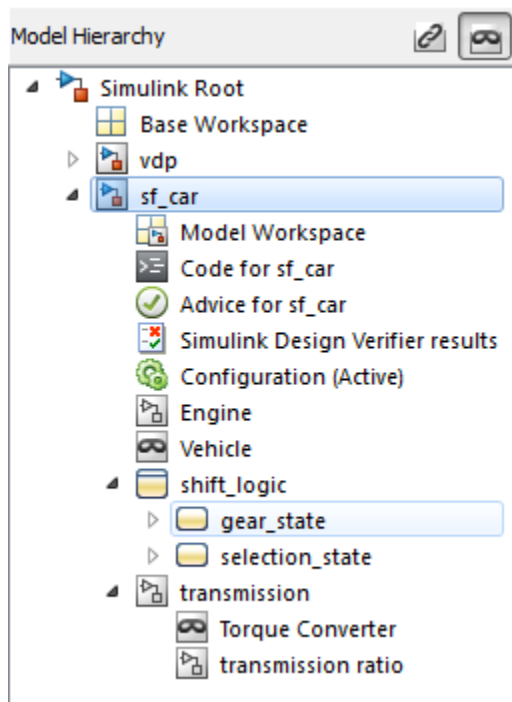 Model Hierarchy
Simulink Root
Base Workspace
vdp
sf_car
Model Workspace
Code for sf_car
Advice for sf_car
Simulink Design Verifier results
Configuration (Active)
Engine
Vehicle
shift_logic
gear_state
selection_state
transmission
Torque Converter
transmission ratio